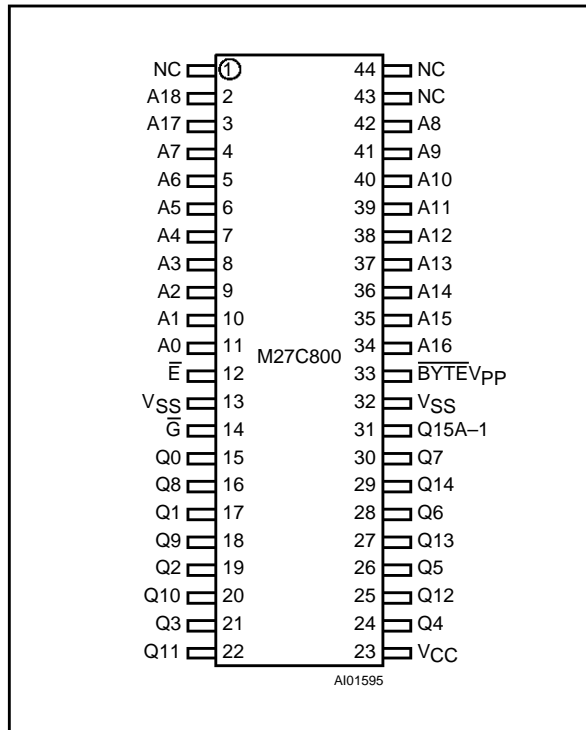 NC 1 44 NC
A18 2 43 NC
A17 3 42 A8
A7 4 41 A9
A6 5 40 A10
A5 6 39 A11
A4 7 38 A12
A3 8 37 A13
A2 9 36 A14
A1 10 35 A15
A0 11 34 A16
M27C800
E̅ 12 33 B̅Y̅T̅E̅VPP
VSS 13 32 VSS
G̅ 14 31 Q15A–1
Q0 15 30 Q7
Q8 16 29 Q14
Q1 17 28 Q6
Q9 18 27 Q13
Q2 19 26 Q5
Q10 20 25 Q12
Q3 21 24 Q4
Q11 22 23 VCC
AI01595